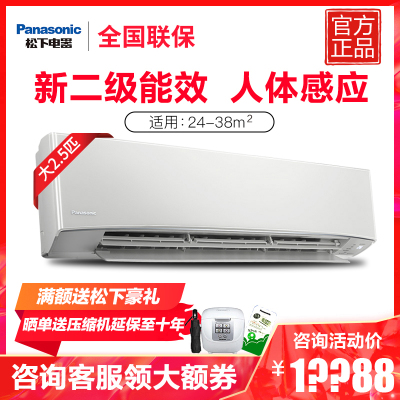 Panasonic
松下电器
全国联保
官方
正品
新二级能效 人体感应
适用:24-38m²
大2.5匹
Panasonic
满额送松下豪礼
晒单送压缩机延保至十年
咨询活动价
咨询客服领大额券
¥1??88